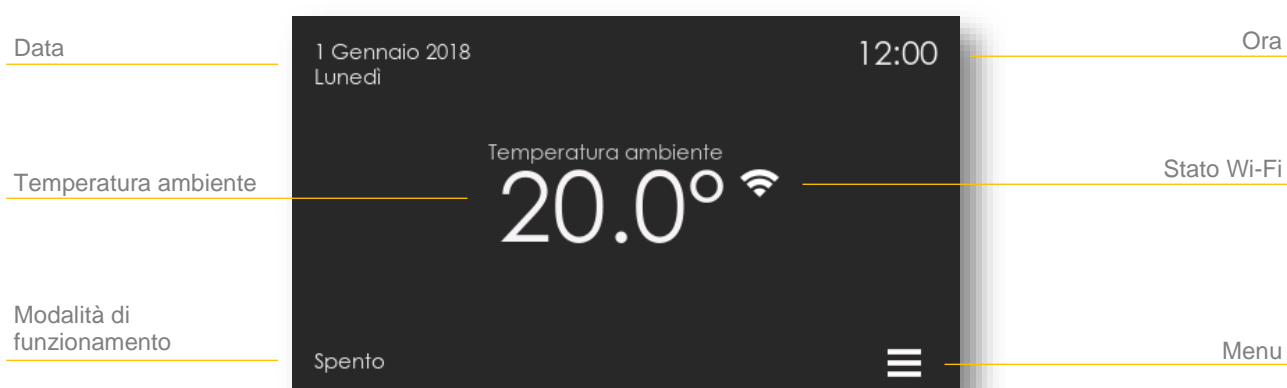 Data
1 Gennaio 2018
Lunedì
12:00
Ora
Temperatura ambiente
Temperatura ambiente
20.0°
Stato Wi-Fi
Modalità di
funzionamento
Spento
Menu